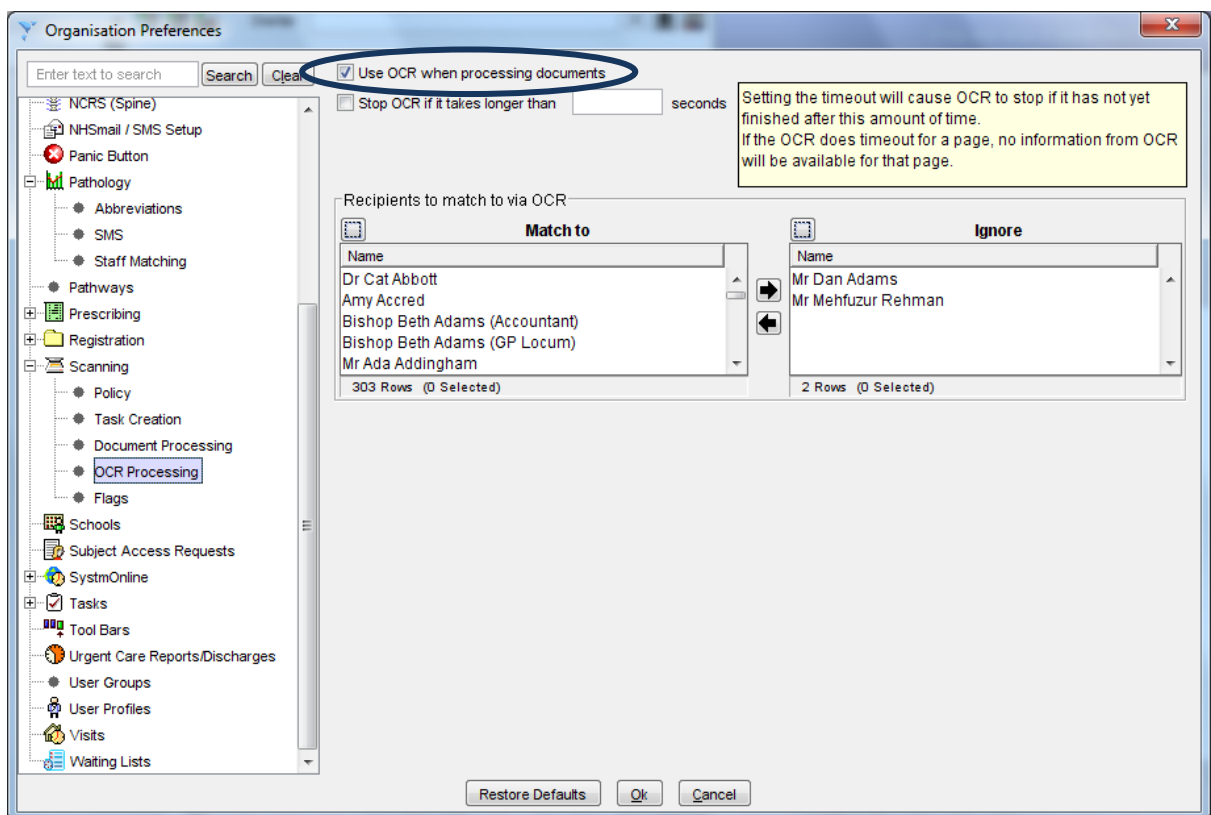 Organisation Preferences
Enter text to search Search Clear
NCRS (Spine)
NHSmail / SMS Setup
Panic Button
Pathology
Abbreviations
SMS
Staff Matching
Pathways
Prescribing
Registration
Scanning
Policy
Task Creation
Document Processing
OCR Processing
Flags
Schools
Subject Access Requests
SystmOnline
Tasks
Tool Bars
Urgent Care Reports/Discharges
User Groups
User Profiles
Visits
Waiting Lists
Use OCR when processing documents
Stop OCR if it takes longer than seconds
Setting the timeout will cause OCR to stop if it has not yet
finished after this amount of time.
If the OCR does timeout for a page, no information from OCR
will be available for that page.
Recipients to match to via OCR
Match to
Name
Dr Cat Abbott
Amy Accred
Bishop Beth Adams (Accountant)
Bishop Beth Adams (GP Locum)
Mr Ada Addingham
303 Rows (0 Selected)
Ignore
Name
Mr Dan Adams
Mr Mehfuzur Rehman
2 Rows (0 Selected)
Restore Defaults Ok Cancel